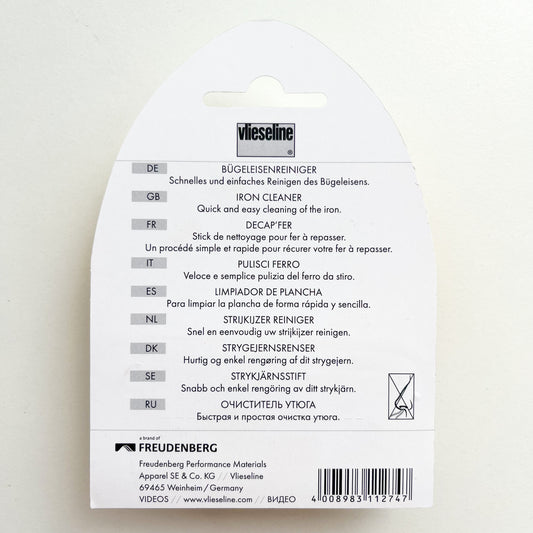 vlieseline
®
DE BÜGELEISENREINIGER
Schnelles und einfaches Reinigen des Bügeleisens.
GB IRON CLEANER
Quick and easy cleaning of the iron.
FR DECAP'FER
Stick de nettoyage pour fer à repasser.
Un procédé simple et rapide pour récurer votre fer à repasser.
IT PULISCI FERRO
Veloce e semplice pulizia del ferro da stiro.
ES LIMPIADOR DE PLANCHA
Para limpiar la plancha de forma rápida y sencilla.
NL STRIJKIJZER REINIGER
Snel en eenvoudig uw strijkijzer reinigen.
DK STRYGEJERNSRENSER
Hurtig og enkel rengøring af dit strygejern.
SE STRYKJÄRNSSTIFT
Snabb och enkel rengöring av ditt strykjärn.
RU ОЧИСТИТЕЛЬ УТЮГА
Быстрая и простая очистка утюга.
a brand of
FREUDENBERG
Freudenberg Performance Materials
Apparel SE & Co. KG // Vlieseline
69465 Weinheim/Germany
VIDEOS // www.vlieseline.com // ВИДЕО
4 008983 112747